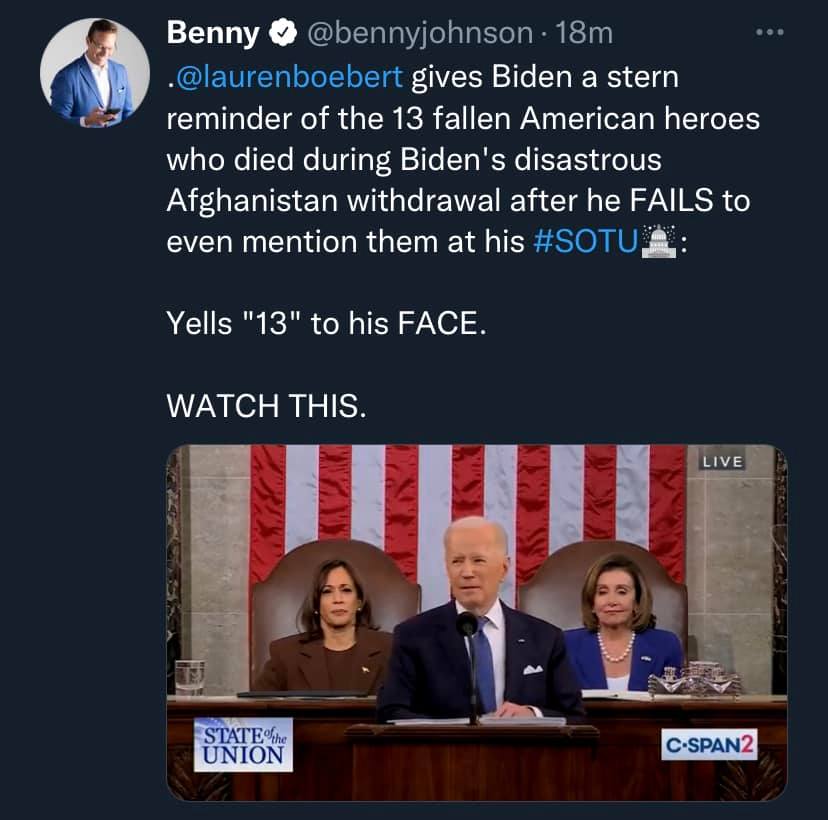 Benny @bennyjohnson · 18m
.@laurenboebert gives Biden a stern
reminder of the 13 fallen American heroes
who died during Biden's disastrous
Afghanistan withdrawal after he FAILS to
even mention them at his #SOTU:
Yells "13" to his FACE.
WATCH THIS.
LIVE
STATE of the
UNION
C-SPAN2